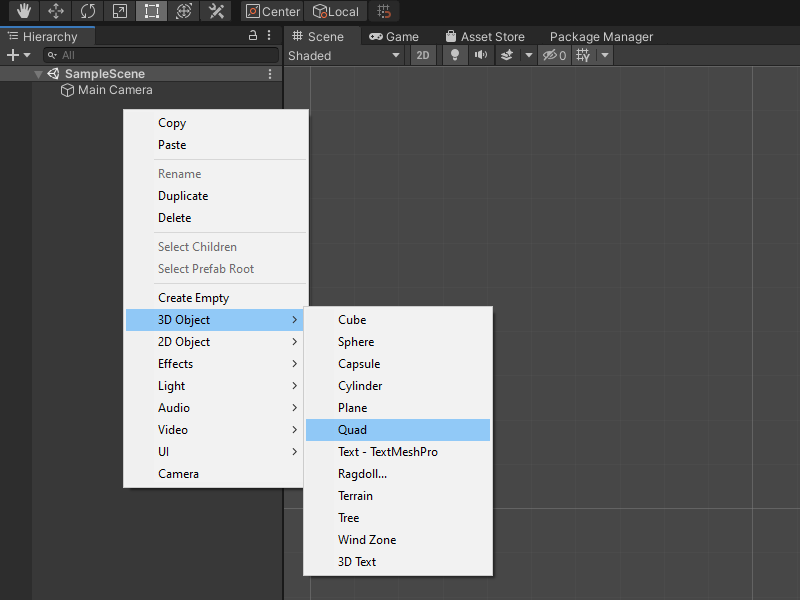 Center
Local
Hierarchy
Scene
Game
Asset Store
Package Manager
All
Shaded
2D
0
SampleScene
Main Camera
Copy
Paste
Rename
Duplicate
Delete
Select Children
Select Prefab Root
Create Empty
3D Object
2D Object
Effects
Light
Audio
Video
UI
Camera
Cube
Sphere
Capsule
Cylinder
Plane
Quad
Text - TextMeshPro
Ragdoll...
Terrain
Tree
Wind Zone
3D Text